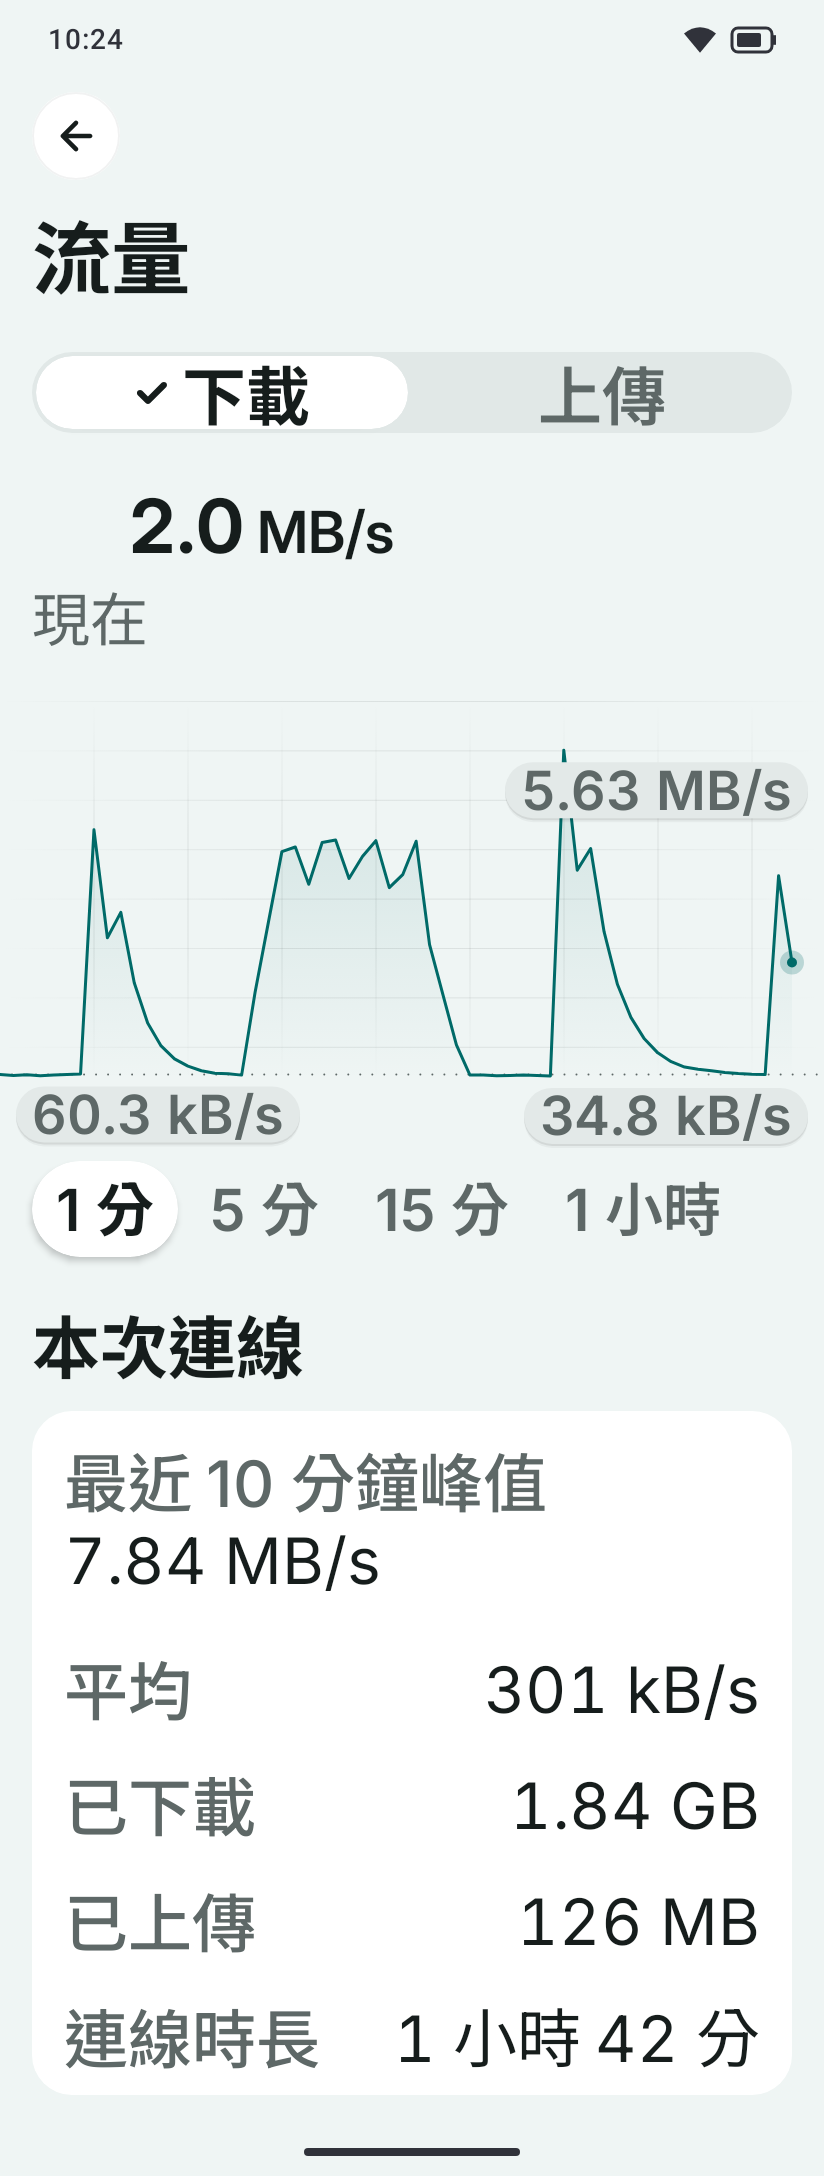 10:24
流量
下載
上傳
2.0 MB/s
現在
5.63 MB/s
60.3 kB/s
34.8 kB/s
1 分
5 分
15 分
1 小時
本次連線
最近 10 分鐘峰值
7.84 MB/s
平均
301 kB/s
已下載
1.84 GB
已上傳
126 MB
連線時長
1 小時 42 分